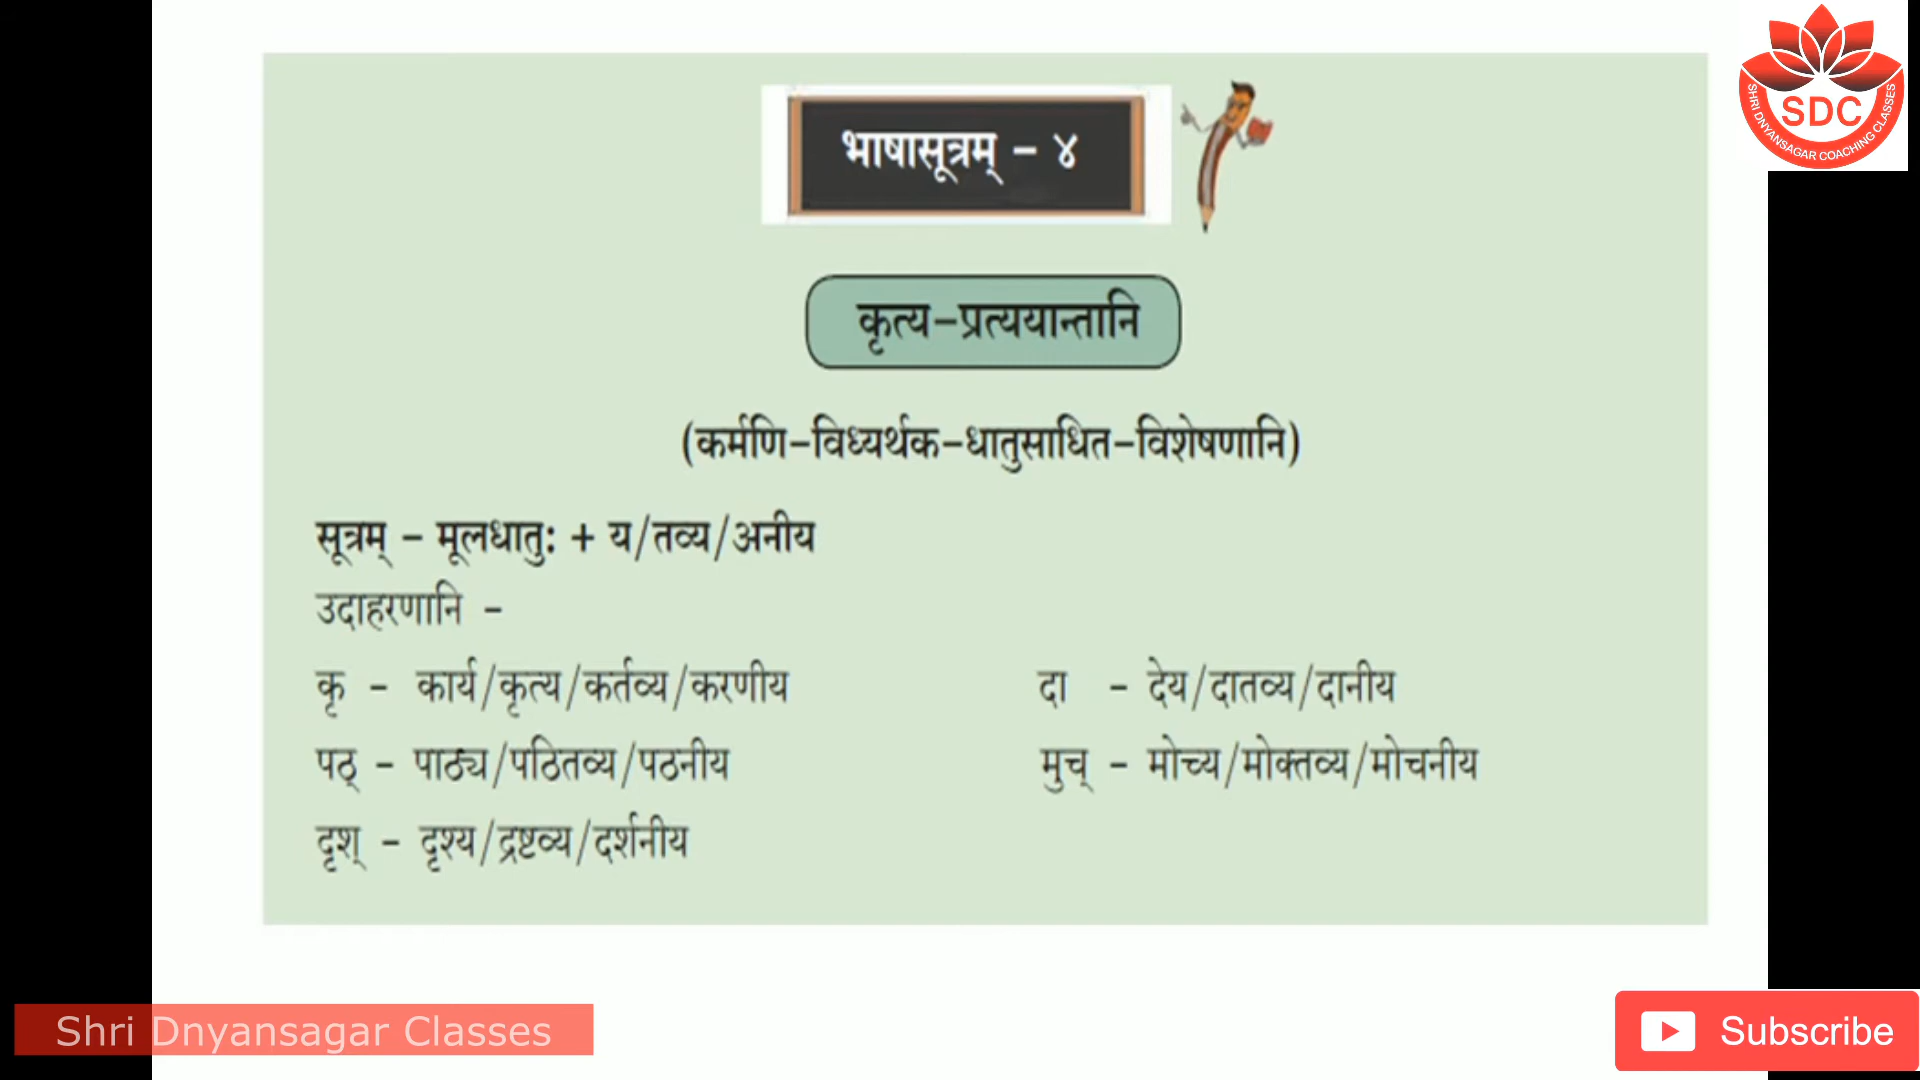 SDC
SHRI DNYANSAGAR COACHING CLASSES
भाषासूत्रम् – ४
कृत्य–प्रत्ययान्तानि
(कर्मणि–विध्यर्थक–धातुसाधित–विशेषणानि)
सूत्रम् – मूलधातुः + य/तव्य/अनीय
उदाहरणानि –
कृ – कार्य/कृत्य/कर्तव्य/करणीय
दा – देय/दातव्य/दानीय
पठ् – पाठ्य/पठितव्य/पठनीय
मुच् – मोच्य/मोक्तव्य/मोचनीय
दृश् – दृश्य/द्रष्टव्य/दर्शनीय
Shri Dnyansagar Classes
Subscribe